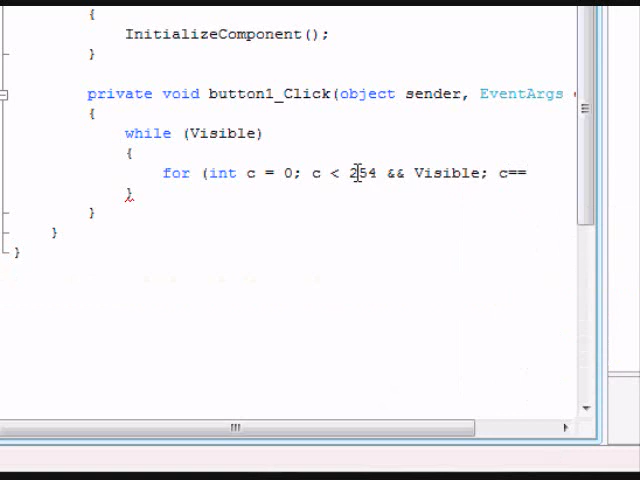 {
InitializeComponent();
}
private void button1_Click(object sender, EventArgs
{
while (Visible)
{
for (int c = 0; c < 254 && Visible; c==
}
}
}
}